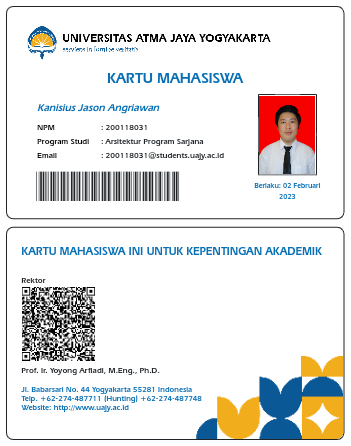 UNIVERSITAS ATMA JAYA YOGYAKARTA
serviens in lumine veritatis
KARTU MAHASISWA
Kanisius Jason Angriawan
NPM : 200118031
Program Studi : Arsitektur Program Sarjana
Email : 200118031@students.uajy.ac.id
Berlaku: 02 Februari
2023
KARTU MAHASISWA INI UNTUK KEPENTINGAN AKADEMIK
Rektor
Prof. Ir. Yoyong Arfiadi, M.Eng., Ph.D.
Jl. Babarsari No. 44 Yogyakarta 55281 Indonesia
Telp. +62-274-487711 (Hunting) +62-274-487748
Website: http://www.uajy.ac.id